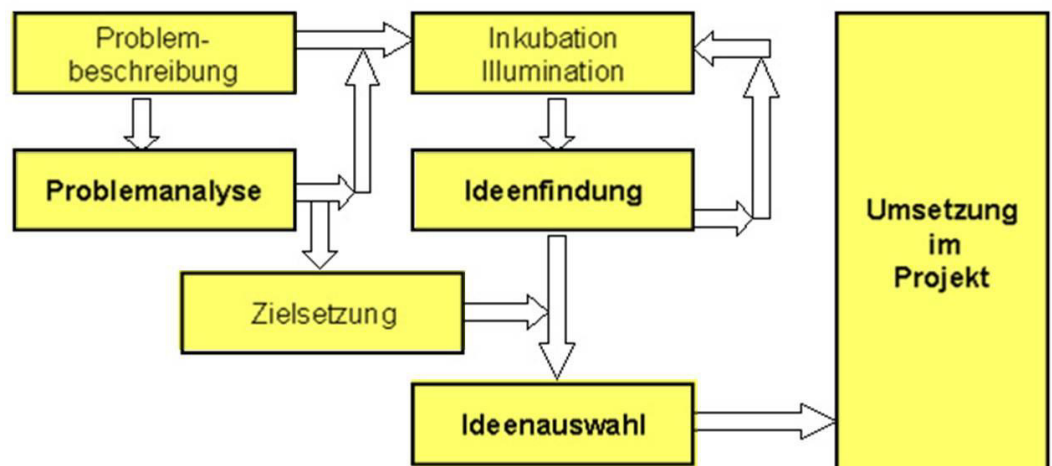 Problem-
beschreibung
Inkubation
Illumination
Problemanalyse
Ideenfindung
Umsetzung
im
Projekt
Zielsetzung
Ideenauswahl